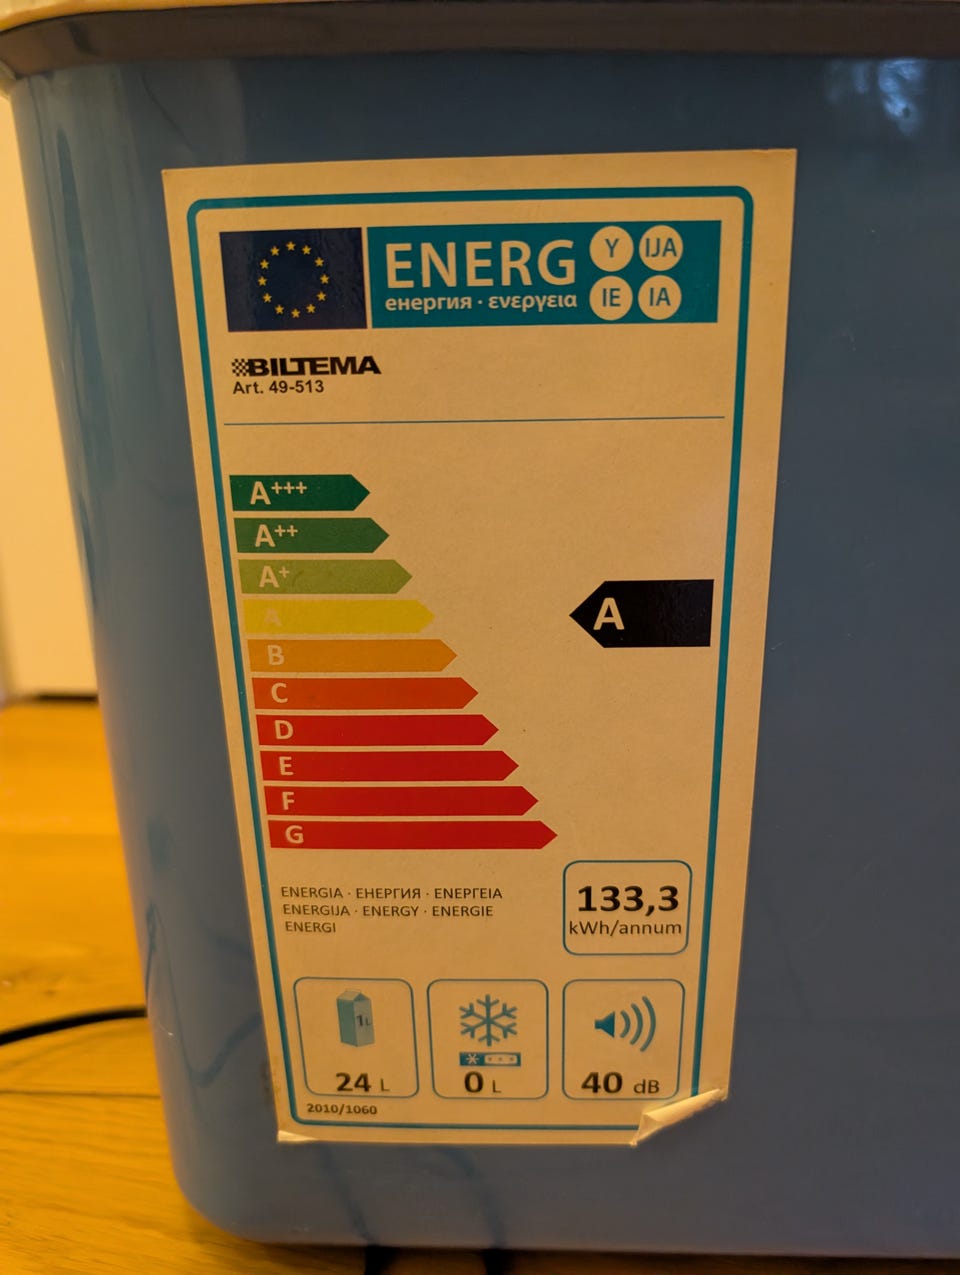 ENERG Y IJA
енергия · ενεργεια IE IA
BILTEMA
Art. 49-513
A+++
A++
A+
A
A
B
C
D
E
F
G
ENERGIA · ЕНЕРГИЯ · ΕΝΕΡΓΕΙΑ
ENERGIJA · ENERGY · ENERGIE
ENERGI
133,3
kWh/annum
1L
24 L
0 L
40 dB
2010/1060